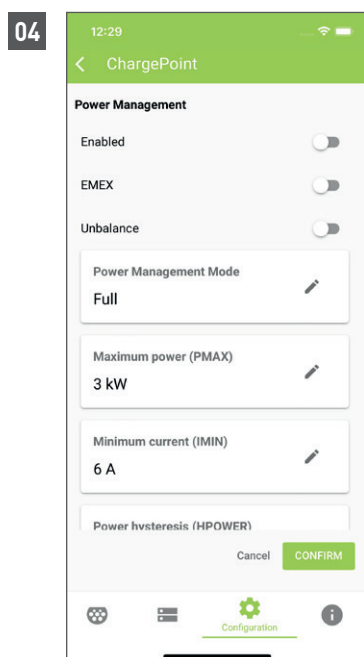 04
12:29
ChargePoint
Power Management
Enabled
EMEX
Unbalance
Power Management Mode
Full
Maximum power (PMAX)
3 kW
Minimum current (IMIN)
6 A
Power hysteresis (HPOWER)
Cancel CONFIRM
Configuration